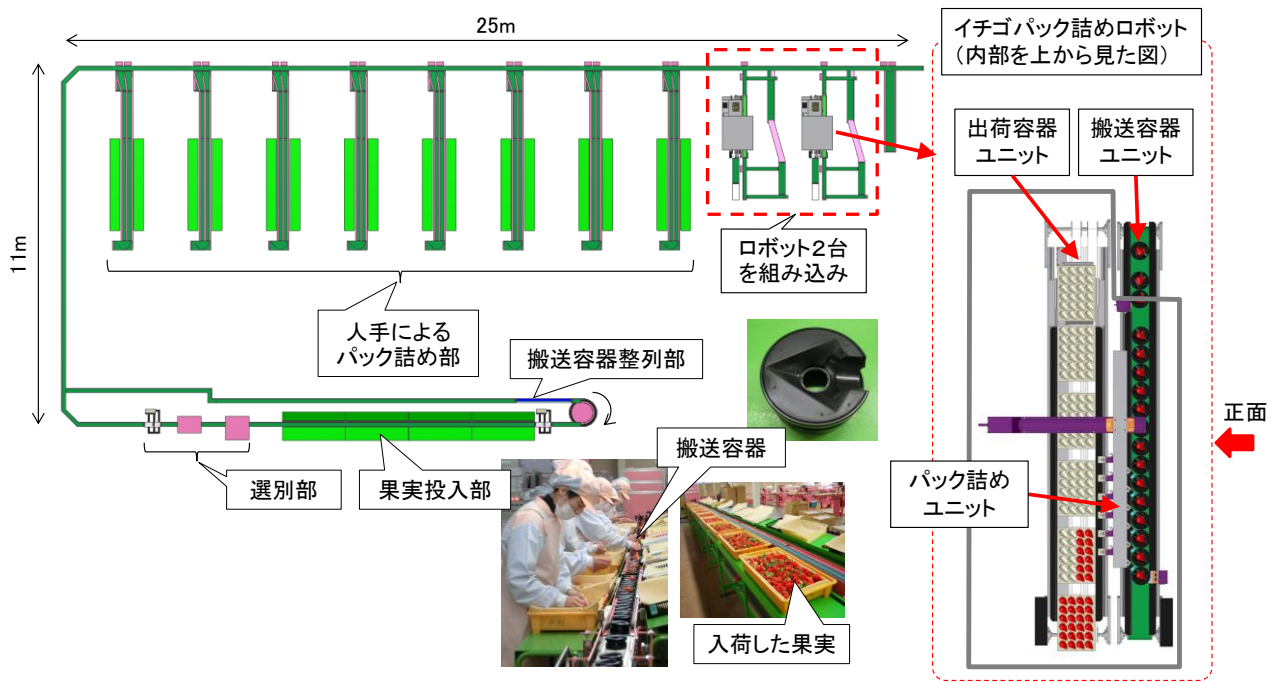 25m
イチゴパック詰めロボット
（内部を上から見た図）
出荷容器
ユニット
搬送容器
ユニット
11m
ロボット２台
を組み込み
人手による
パック詰め部
搬送容器整列部
正面
搬送容器
選別部
果実投入部
パック詰め
ユニット
入荷した果実